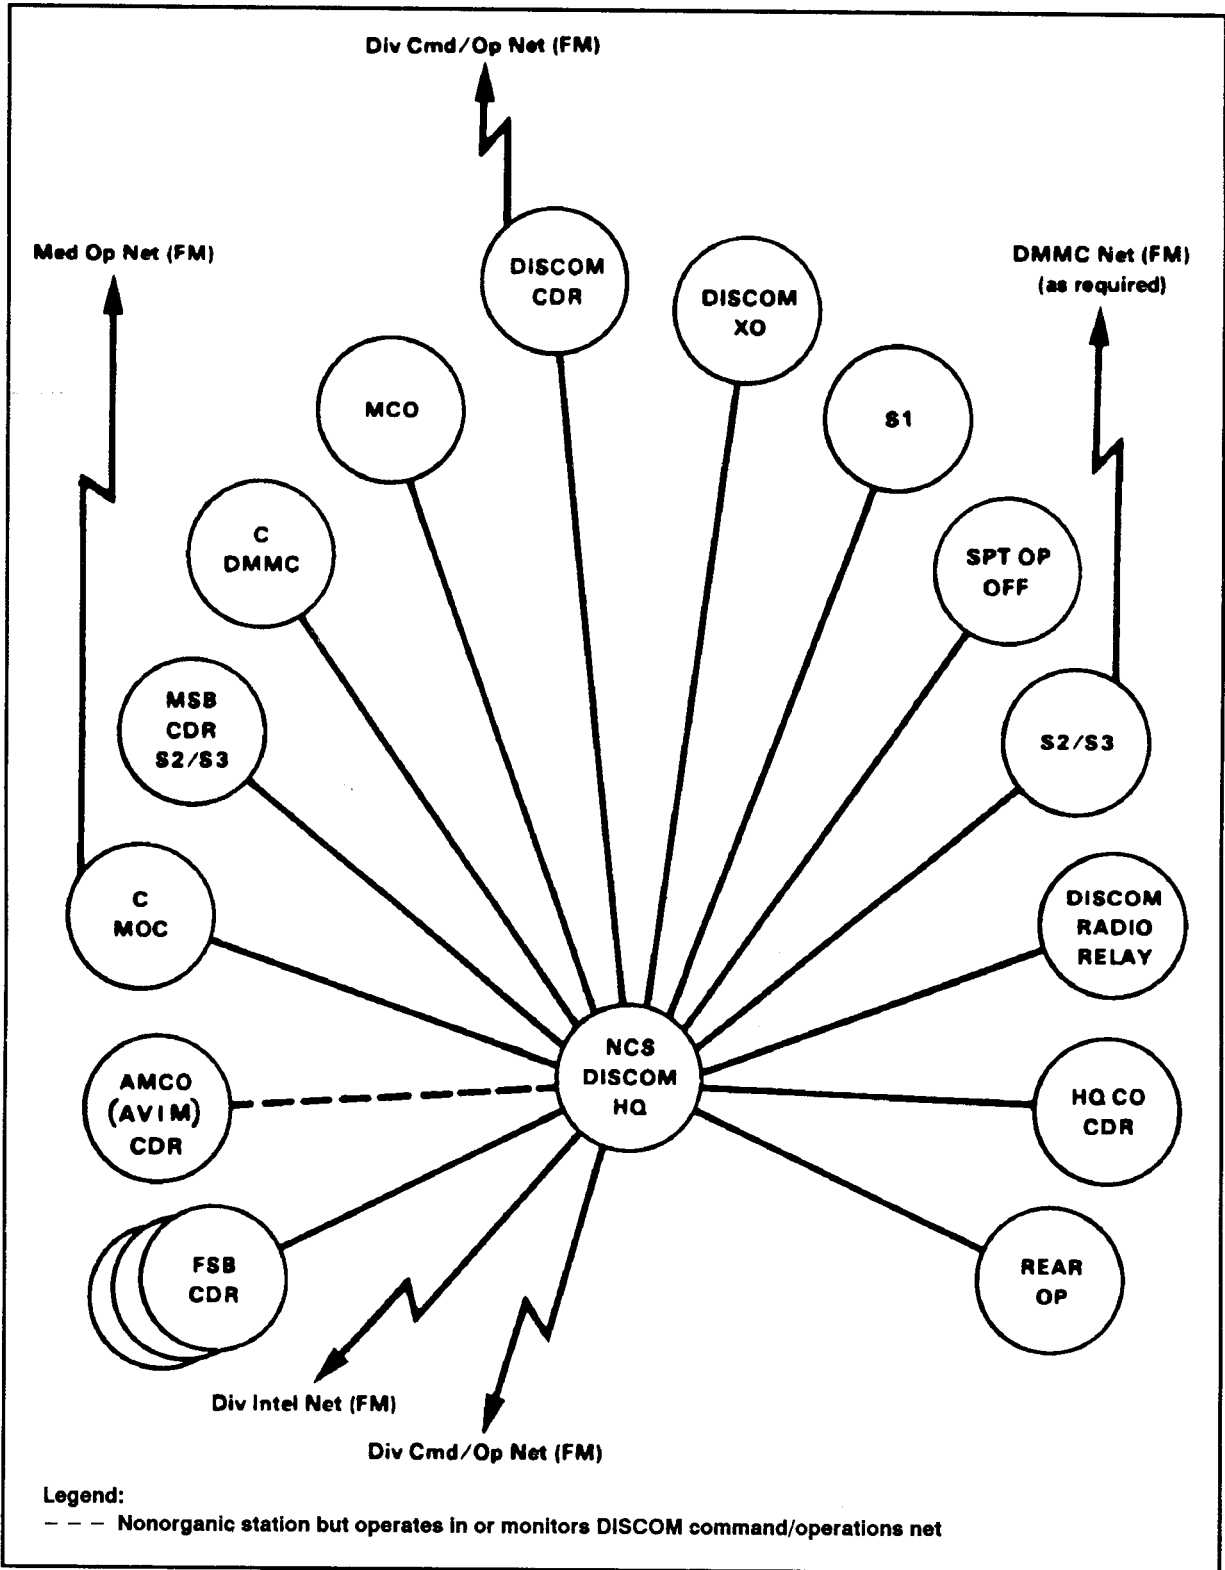 Div Cmd/Op Net (FM)
Med Op Net (FM)
DMMC Net (FM)
(as required)
DISCOM
CDR
DISCOM
XO
MCO
S1
C
DMMC
SPT OP
OFF
MSB
CDR
S2/S3
S2/S3
C
MOC
DISCOM
RADIO
RELAY
NCS
DISCOM
HQ
AMCO
(AVIM)
CDR
HQ CO
CDR
FSB
CDR
REAR
OP
Div Intel Net (FM)
Div Cmd/Op Net (FM)
Legend:
– – – Nonorganic station but operates in or monitors DISCOM command/operations net